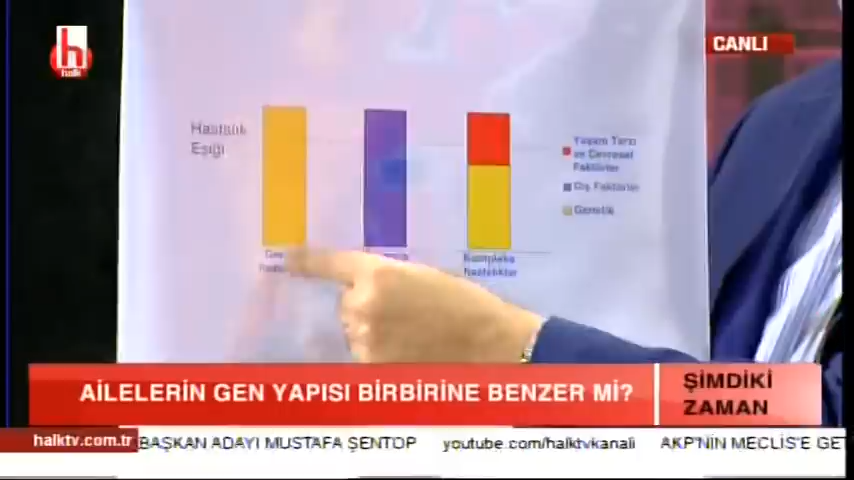 h
halk
CANLI
Hastalık
Eşiği
Yaşam Tarzı
ve Çevresel
Faktörler
Dış Faktörler
Genetik
Kompleks
hastalıklar
AİLELERİN GEN YAPISI BİRBİRİNE BENZER Mİ?
ŞİMDİKİ
ZAMAN
halktv.com.tr
BAŞKAN ADAYI MUSTAFA ŞENTOP youtube.com/halktvkanali AKP'NİN MECLİS'E GET